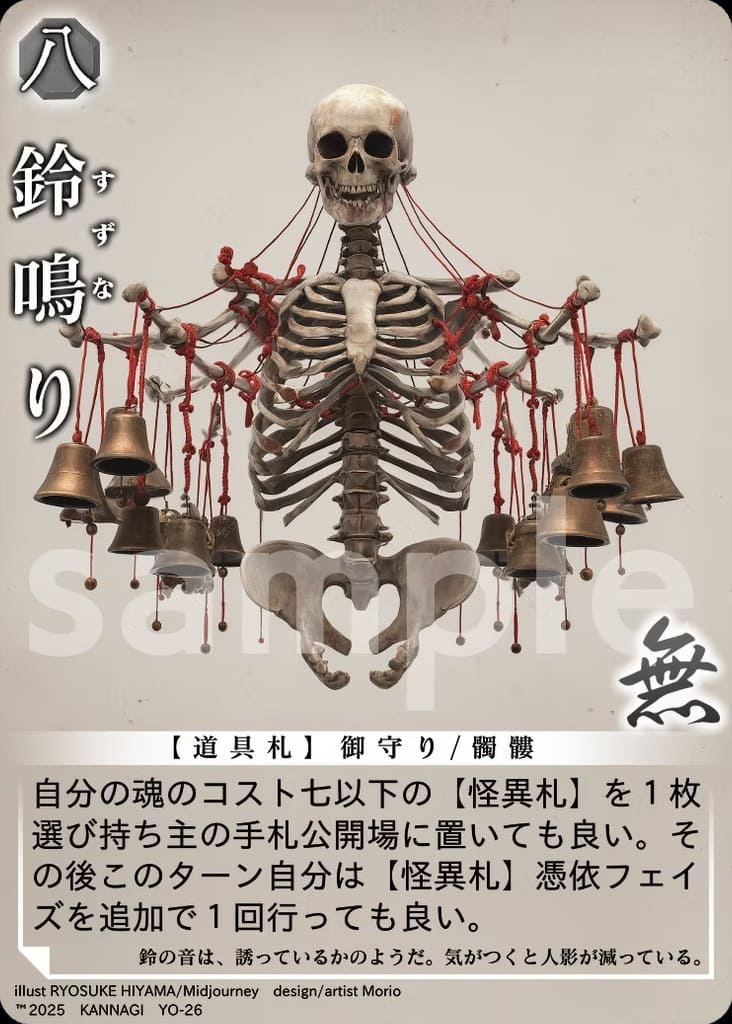 八
鈴鳴り
すずな
sample
無
【道具札】御守り/髑髏
自分の魂のコスト七以下の【怪異札】を1枚
選び持ち主の手札公開場に置いても良い。そ
の後このターン自分は【怪異札】憑依フェイ
ズを追加で1回行っても良い。
鈴の音は、誘っているかのようだ。気がつくと人影が減っている。
illust RYOSUKE HIYAMA/Midjourney design/artist Morio
™2025 KANNAGI YO-26